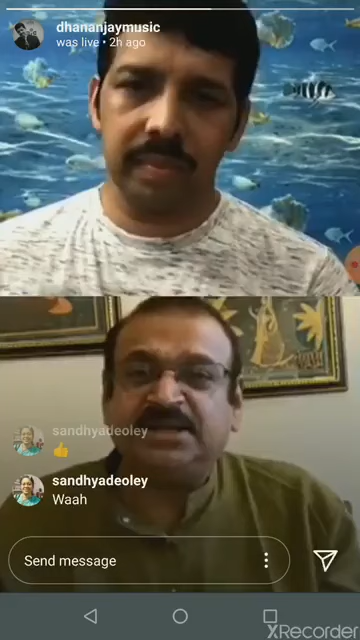 dhananjaymusic
was live • 2h ago
sandhyadeoley
👍
sandhyadeoley
Waah
Send message
XRecorder